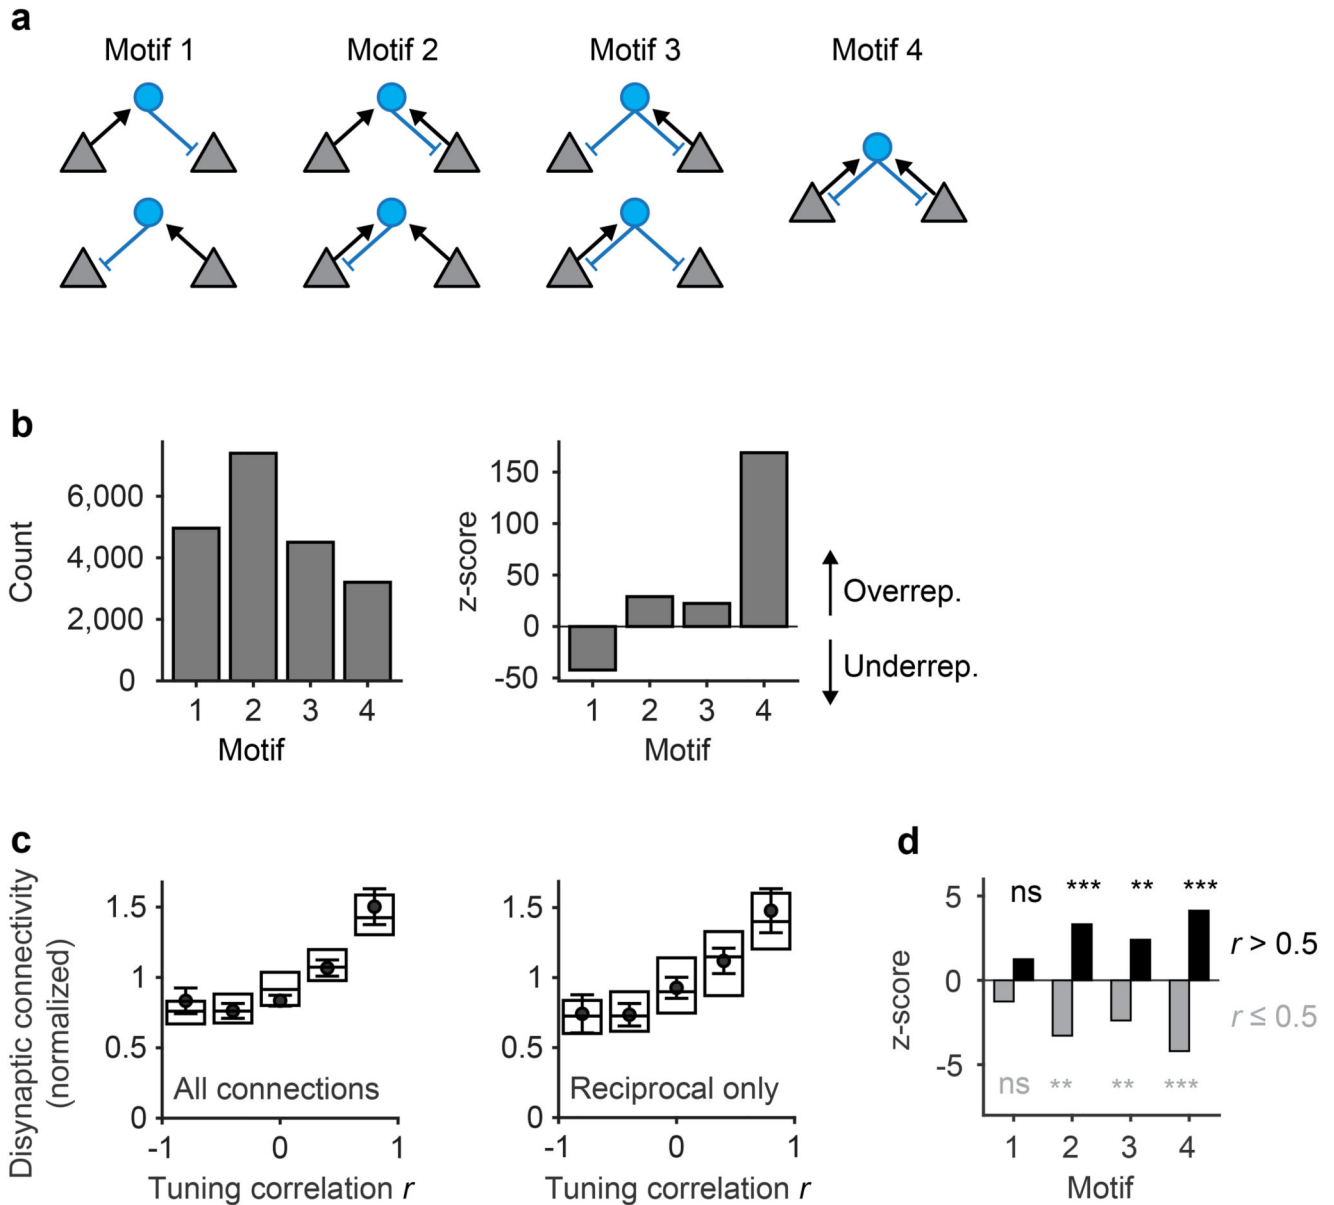 a
Motif 1
Motif 2
Motif 3
Motif 4
b
Count
6,000
4,000
2,000
0
1 2 3 4
Motif
z-score
150
100
50
0
-50
1 2 3 4
Motif
Overrep.
Underrep.
c
Disynaptic connectivity
(normalized)
1.5
1
0.5
0
All connections
-1 0 1
Tuning correlation r
1.5
1
0.5
0
Reciprocal only
-1 0 1
Tuning correlation r
d
z-score
5
0
-5
ns *** ** ***
r > 0.5
r ≤ 0.5
ns ** ** ***
1 2 3 4
Motif